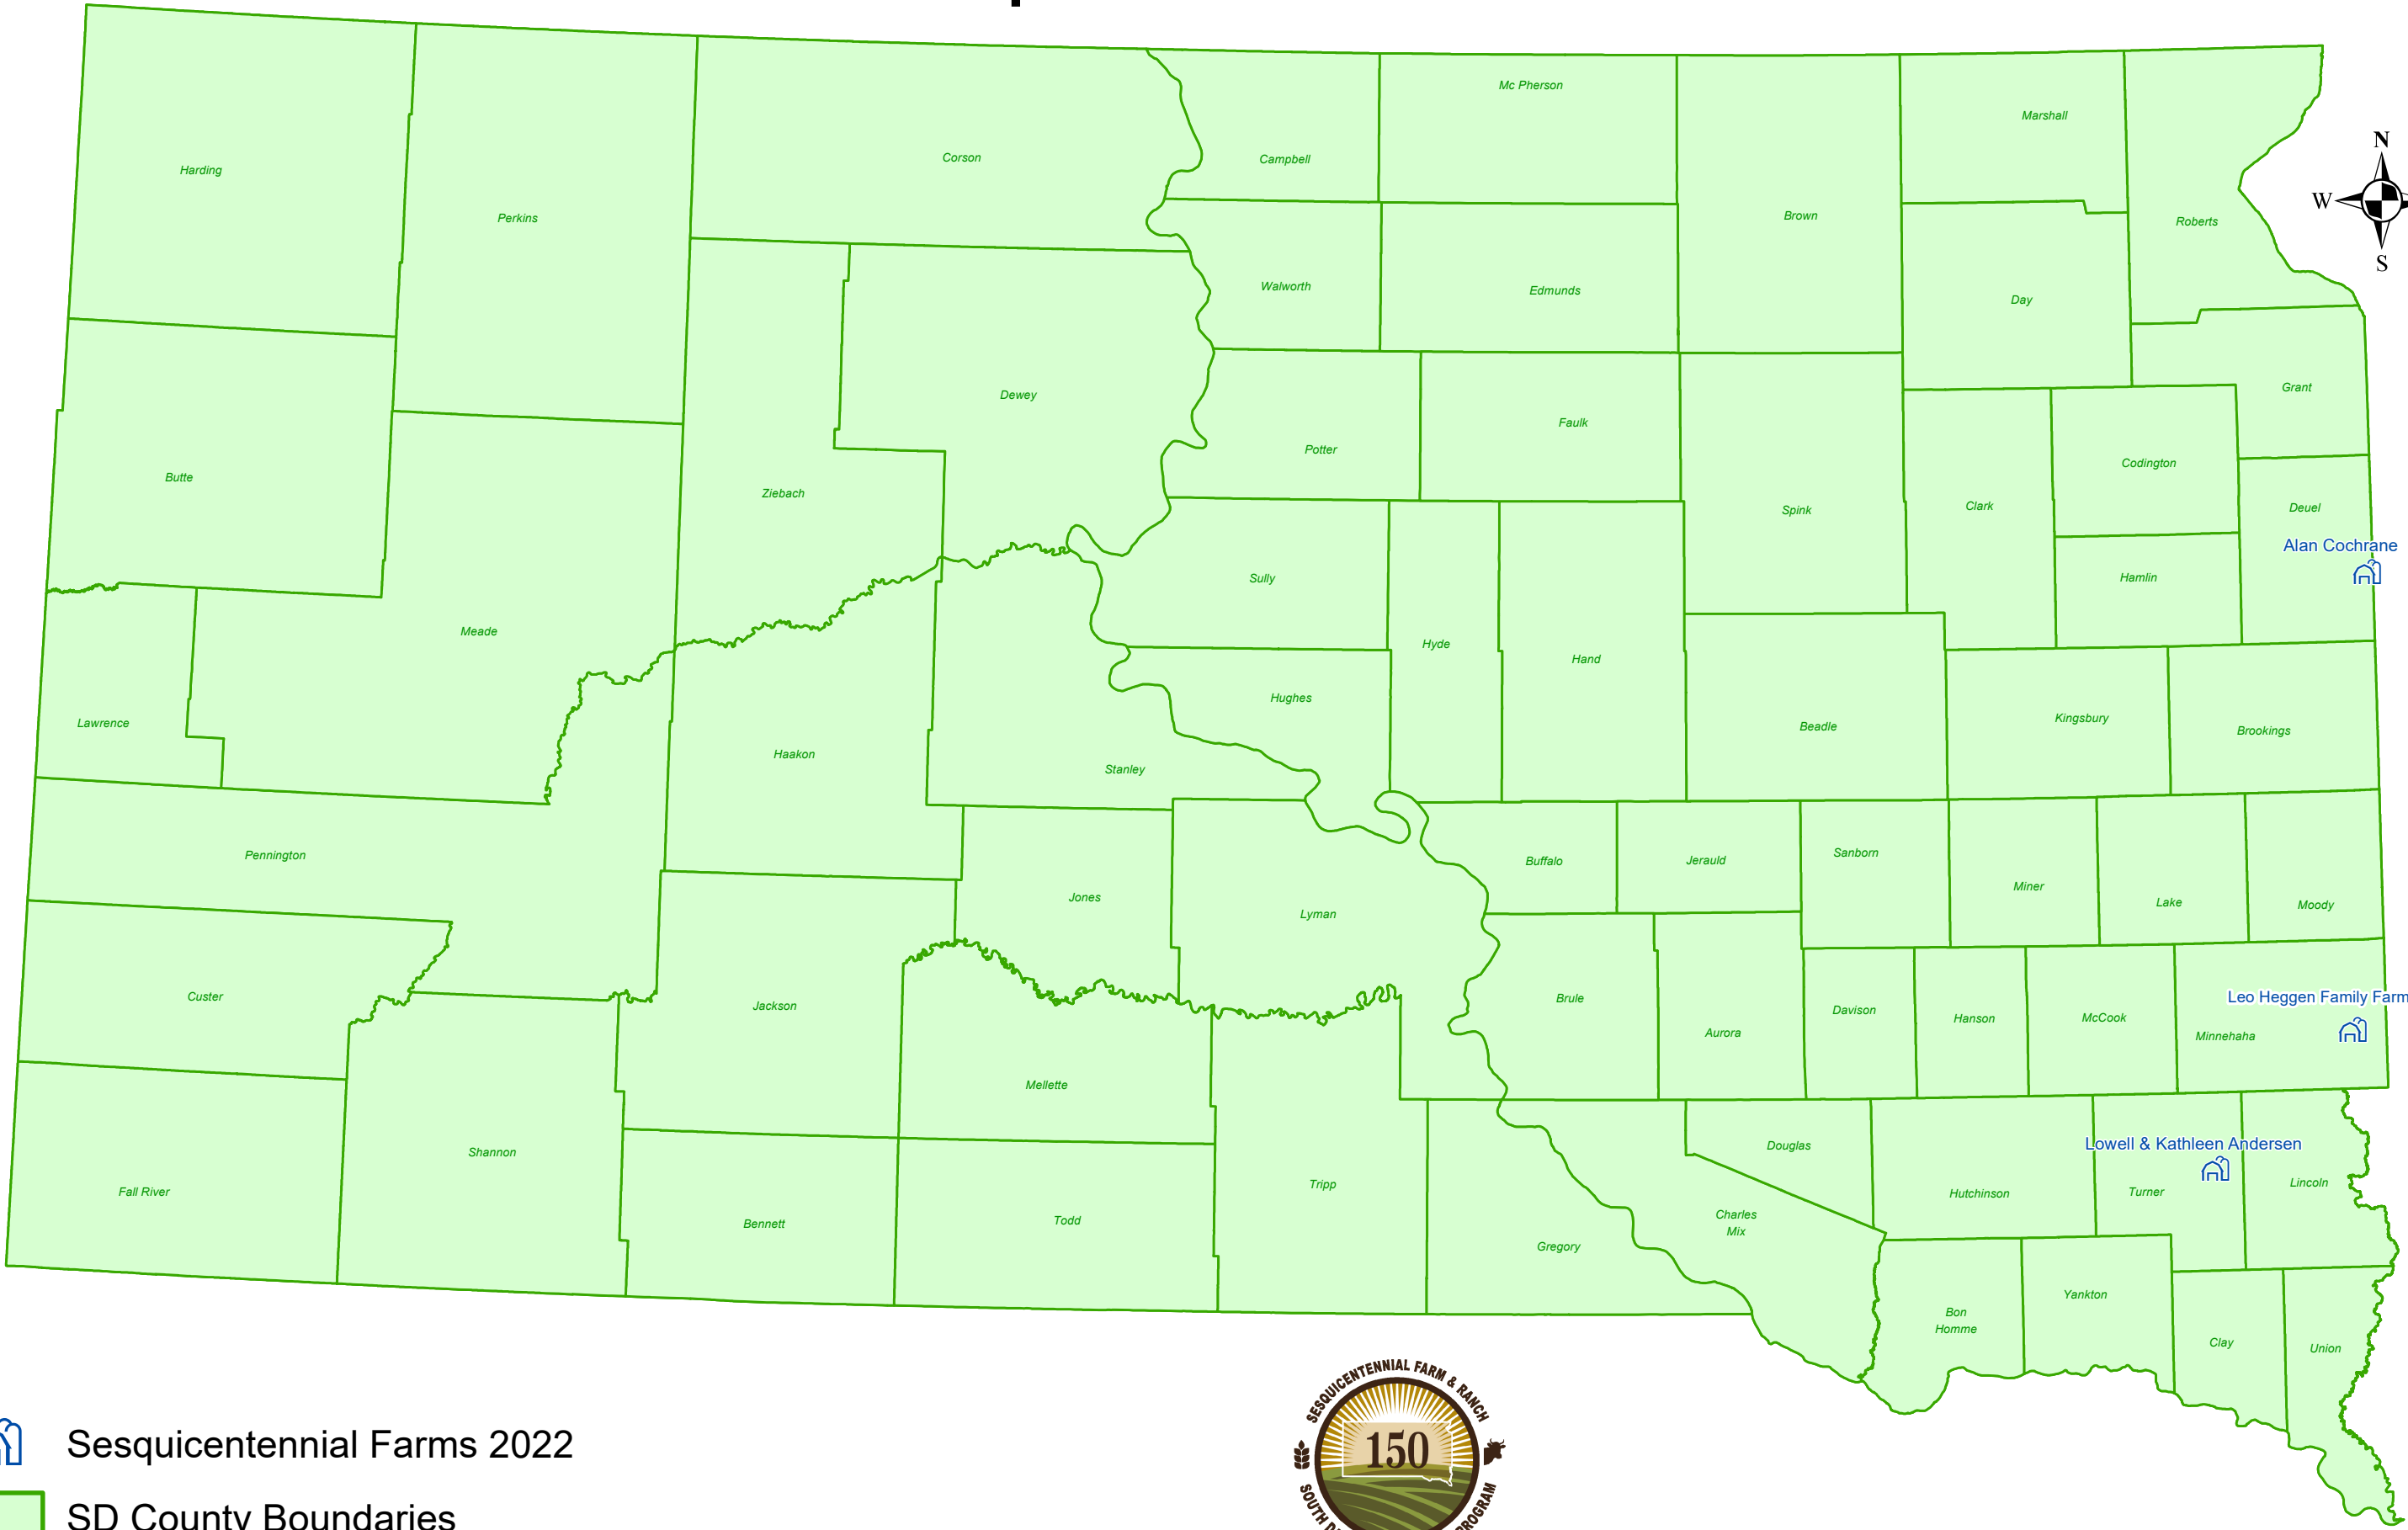 Mc Pherson
Marshall
N
Harding
Corson
Campbell
W
Perkins
Brown
Roberts
S
Walworth
Edmunds
Day
Dewey
Grant
Faulk
Potter
Butte
Codington
Ziebach
Clark
Deuel
Spink
Alan Cochrane
Sully
Hamlin
Meade
Hyde
Hand
Hughes
Lawrence
Kingsbury
Beadle
Brookings
Haakon
Stanley
Pennington
Sanborn
Buffalo
Jerauld
Miner
Jones
Lake
Moody
Lyman
Custer
Leo Heggen Family Farm
Brule
Jackson
Davison
Hanson
McCook
Aurora
Minnehaha
Mellette
Lowell & Kathleen Andersen
Douglas
Shannon
Lincoln
Tripp
Fall River
Hutchinson
Turner
Charles
Mix
Todd
Bennett
Gregory
Yankton
Bon
Homme
Clay
Union
SESQUICENTENNIAL FARM & RANCH
150
SOUTH D
PROGRAM
Sesquicentennial Farms 2022
SD County Boundaries